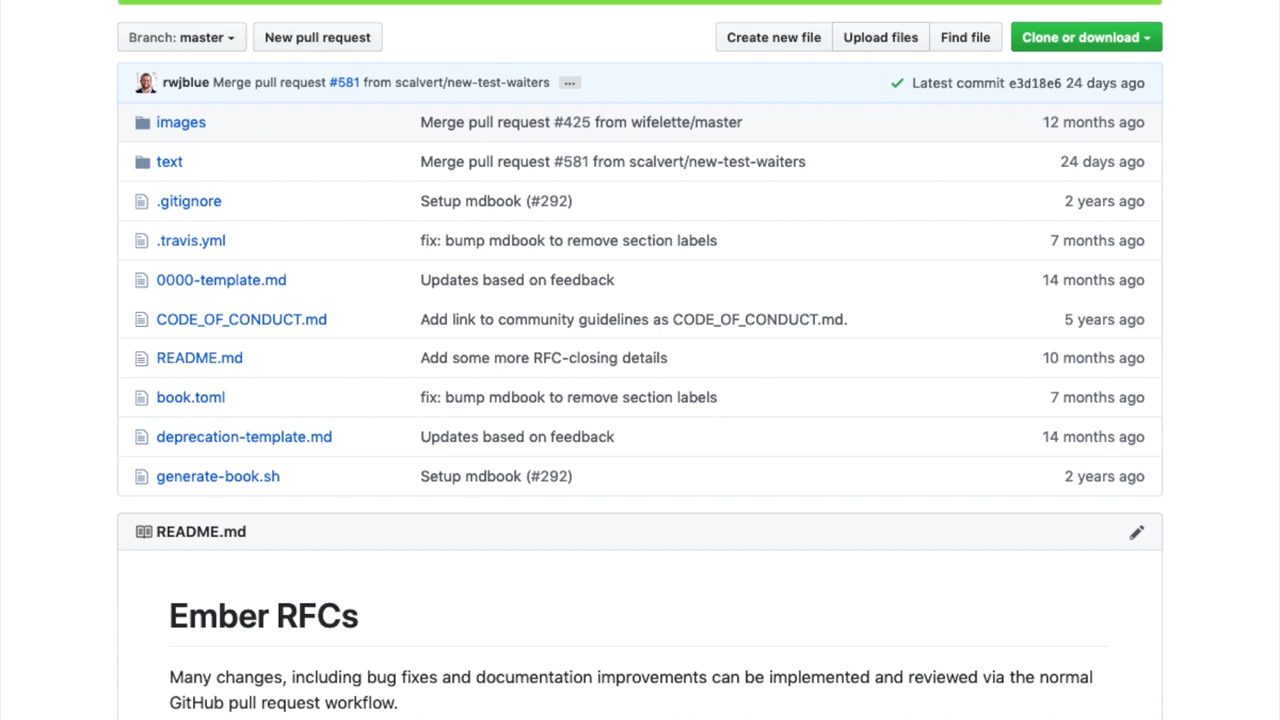 Branch: master New pull request Create new file Upload files Find file Clone or download
rwjblue Merge pull request #581 from scalvert/new-test-waiters ... Latest commit e3d18e6 24 days ago
images Merge pull request #425 from wifelette/master 12 months ago
text Merge pull request #581 from scalvert/new-test-waiters 24 days ago
.gitignore Setup mdbook (#292) 2 years ago
.travis.yml fix: bump mdbook to remove section labels 7 months ago
0000-template.md Updates based on feedback 14 months ago
CODE_OF_CONDUCT.md Add link to community guidelines as CODE_OF_CONDUCT.md. 5 years ago
README.md Add some more RFC-closing details 10 months ago
book.toml fix: bump mdbook to remove section labels 7 months ago
deprecation-template.md Updates based on feedback 14 months ago
generate-book.sh Setup mdbook (#292) 2 years ago
README.md
Ember RFCs
Many changes, including bug fixes and documentation improvements can be implemented and reviewed via the normal
GitHub pull request workflow.